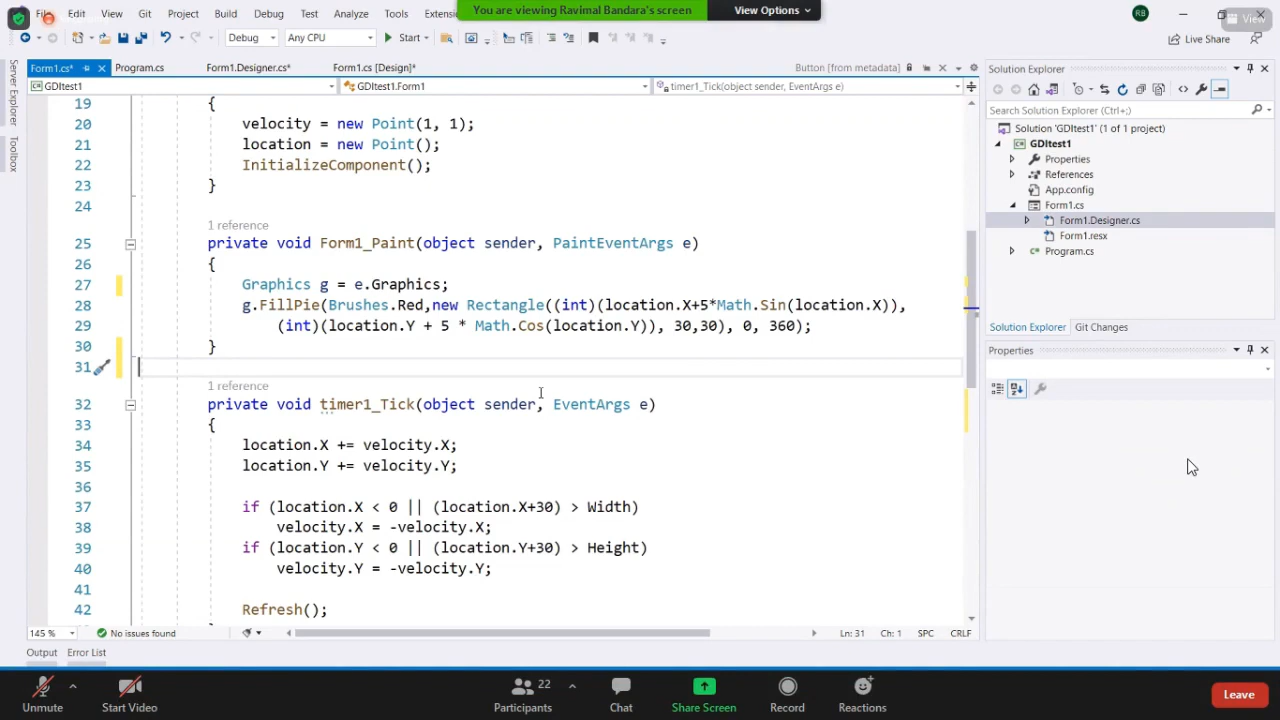 You are viewing Ravimal Bandara's screen
View Options
File Edit View Git Project Build Debug Test Analyze Tools
RB
View
Debug
Any CPU
Start
Live Share
Form1.cs*
Program.cs
Form1.Designer.cs*
Form1.cs [Design]*
Button [from metadata]
GDItest1
GDItest1.Form1
timer1_Tick(object sender, EventArgs e)
Server Explorer
Toolbox
19 {
20 velocity = new Point(1, 1);
21 location = new Point();
22 InitializeComponent();
23 }
24
1 reference
25 private void Form1_Paint(object sender, PaintEventArgs e)
26 {
27 Graphics g = e.Graphics;
28 g.FillPie(Brushes.Red,new Rectangle((int)(location.X+5*Math.Sin(location.X)),
29 (int)(location.Y + 5 * Math.Cos(location.Y)), 30,30), 0, 360);
30 }
31
1 reference
32 private void timer1_Tick(object sender, EventArgs e)
33 {
34 location.X += velocity.X;
35 location.Y += velocity.Y;
36
37 if (location.X < 0 || (location.X+30) > Width)
38 velocity.X = -velocity.X;
39 if (location.Y < 0 || (location.Y+30) > Height)
40 velocity.Y = -velocity.Y;
41
42 Refresh();
145 %
No issues found
Ln: 31 Ch: 1 SPC CRLF
Output Error List
Solution Explorer
Search Solution Explorer (Ctrl+;)
Solution 'GDItest1' (1 of 1 project)
GDItest1
Properties
References
App.config
Form1.cs
Form1.Designer.cs
Form1.resx
Program.cs
Solution Explorer Git Changes
Properties
Unmute
Start Video
22
Participants
Chat
Share Screen
Record
Reactions
Leave